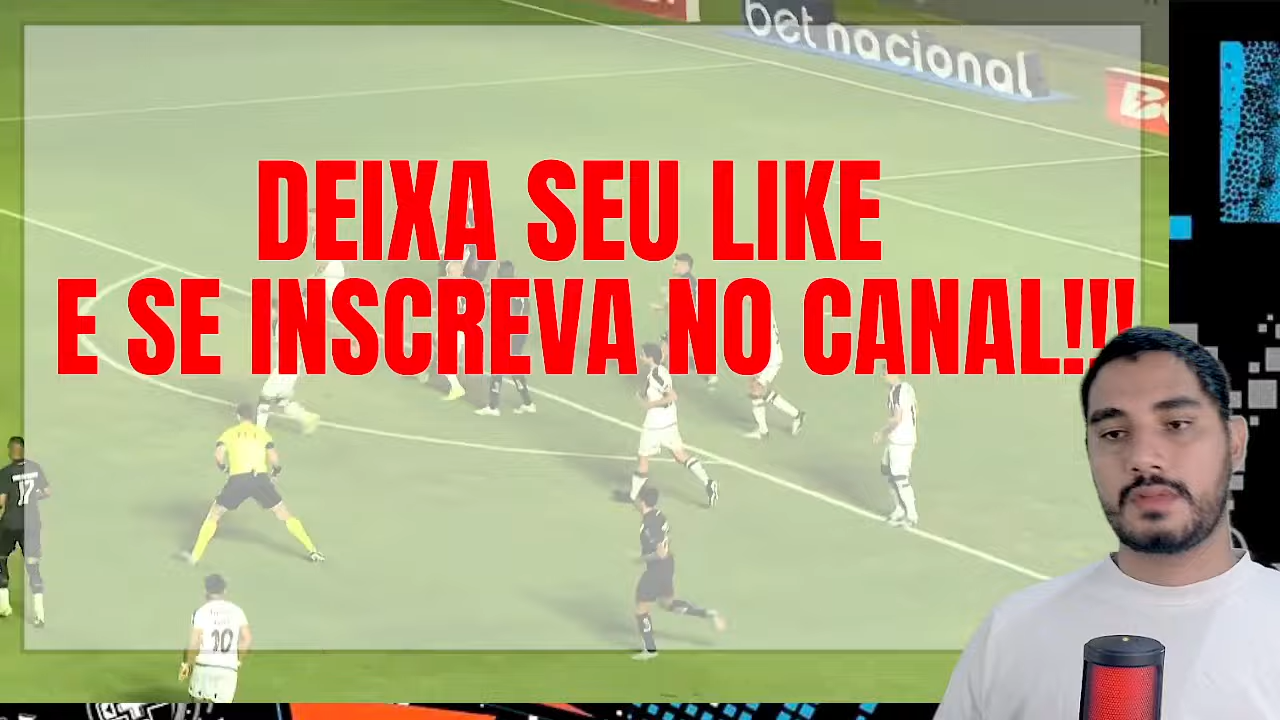 bet nacional
DEIXA SEU LIKE
E SE INSCREVA NO CANAL!!!
17
10